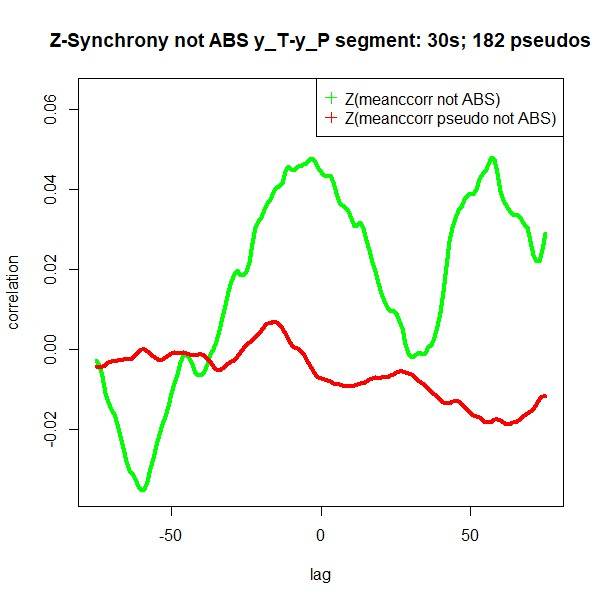 Z-Synchrony not ABS y_T-y_P segment: 30s; 182 pseudos
Z(meanccorr not ABS)
Z(meanccorr pseudo not ABS)
0.06
0.04
0.02
0.00
-0.02
correlation
-50 0 50
lag